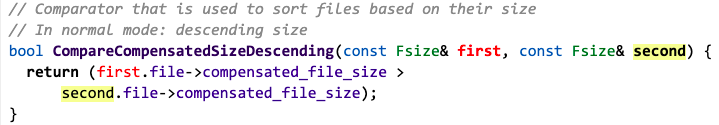 // Comparator that is used to sort files based on their size
// In normal mode: descending size
bool CompareCompensatedSizeDescending(const Fsize& first, const Fsize& second) {
  return (first.file->compensated_file_size >
      second.file->compensated_file_size);
}